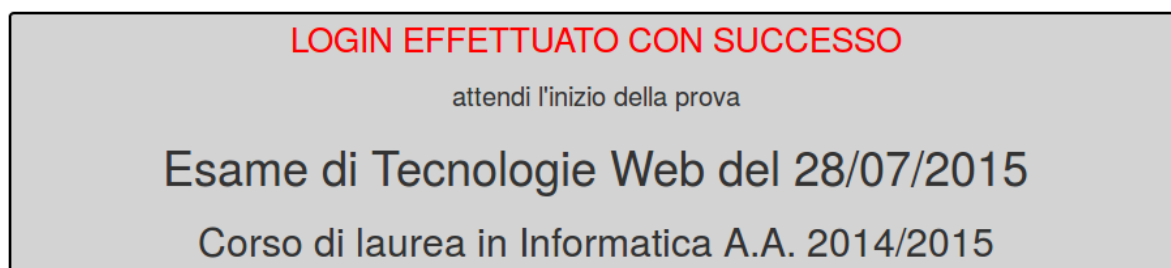 LOGIN EFFETTUATO CON SUCCESSO
attendi l'inizio della prova
Esame di Tecnologie Web del 28/07/2015
Corso di laurea in Informatica A.A. 2014/2015